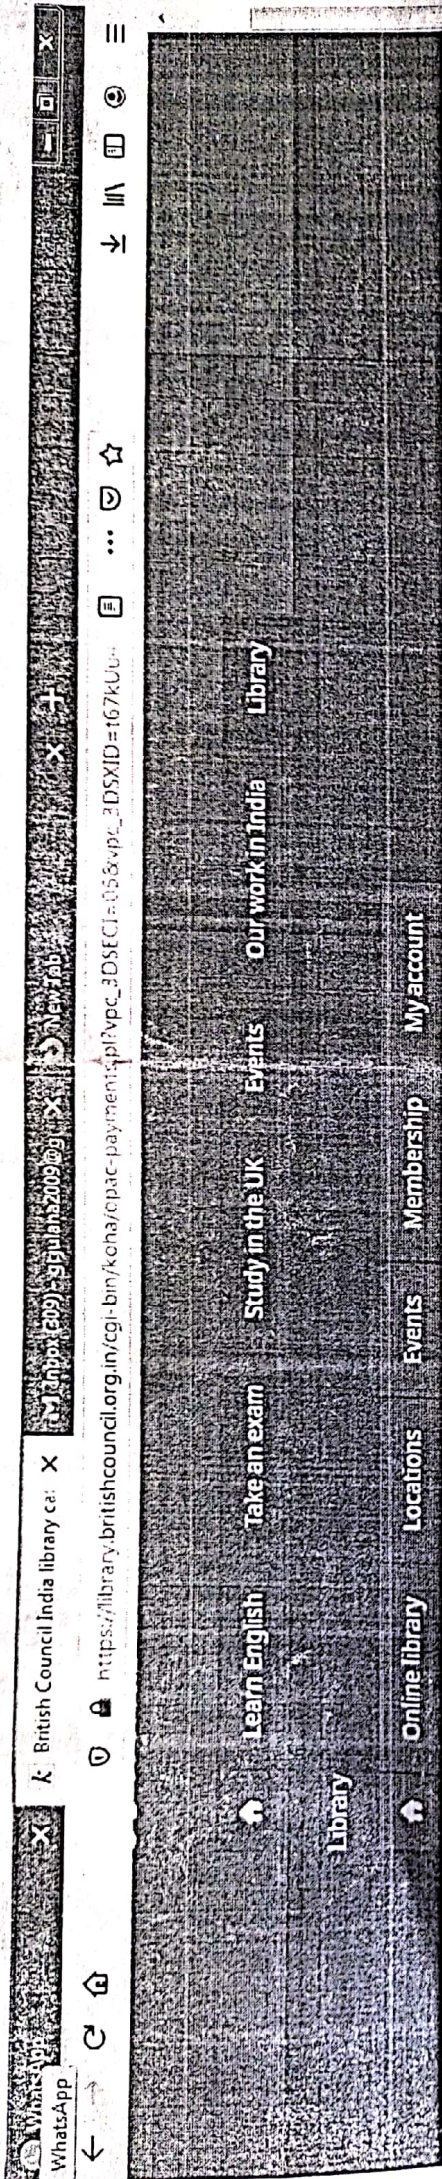 WhatsApp
British Council India library ca:
New Tab
WhatsApp
https://library.britishcouncil.org.in/cgi-bin/koha/opac-payment
Learn English Take an exam Study in the UK Events Our work in India Library
Library
Online library Locations Events Membership My account